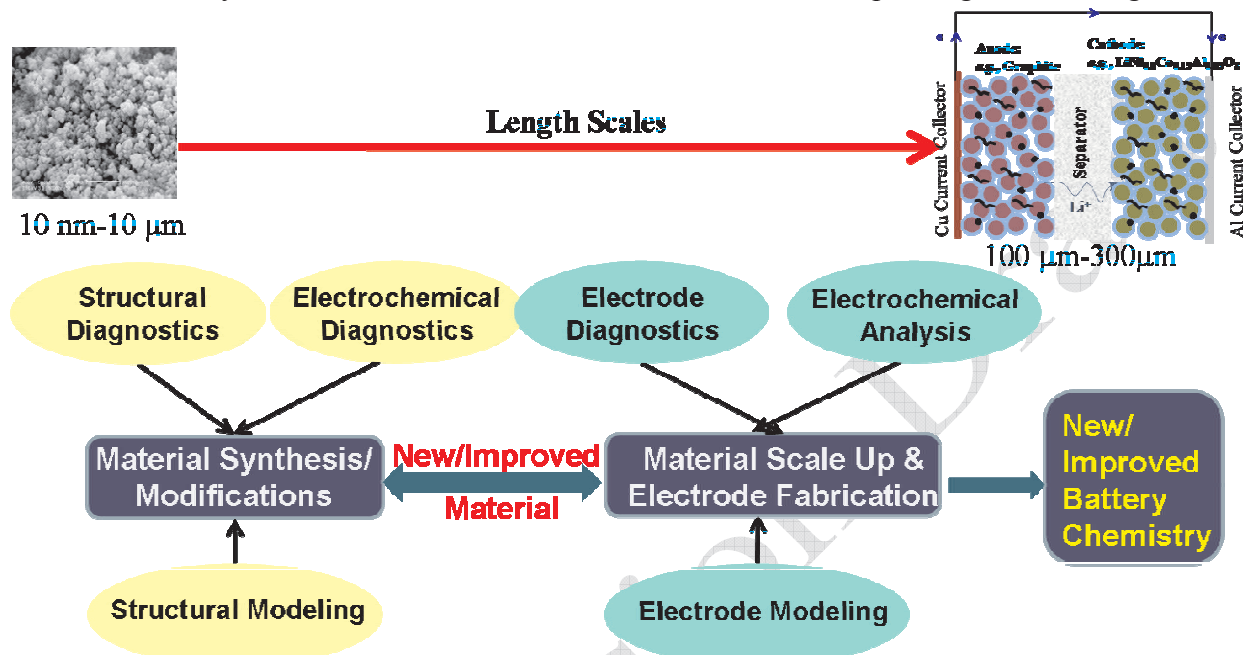 e
e
Anode:
e.g., Graphite
Cathode:
e.g.,
Cu Current Collector
Separator
Li+
Al Current Collector
Length Scales
10 nm-10 μm
100 μm-300μm
Structural
Diagnostics
Electrochemical
Diagnostics
Electrode
Diagnostics
Electrochemical
Analysis
Material Synthesis/
Modifications
New/Improved
Material
Material Scale Up &
Electrode Fabrication
New/
Improved
Battery
Chemistry
Structural Modeling
Electrode Modeling